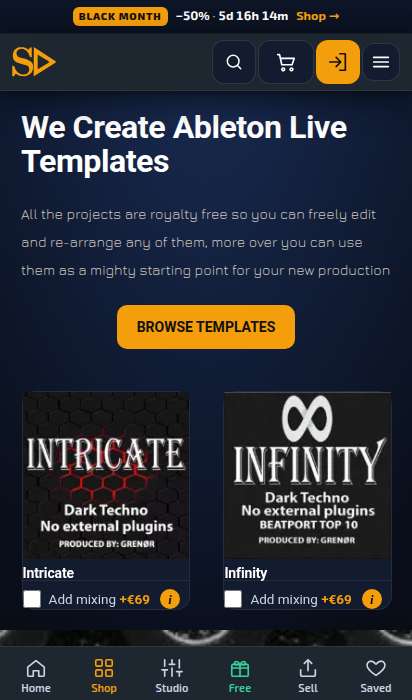 BLACK MONTH −50% · 5d 16h 14m Shop →
SD
We Create Ableton Live
Templates
All the projects are royalty free so you can freely edit
and re-arrange any of them, more over you can use
them as a mighty starting point for your new production
BROWSE TEMPLATES
INTRICATE
Dark Techno
No external plugins
PRODUCED BY: GRENØR
INFINITY
Dark Techno
No external plugins
BEATPORT TOP 10
PRODUCED BY: GRENØR
Intricate
Add mixing +€69 i
Infinity
Add mixing +€69 i
Home Shop Studio Free Sell Saved